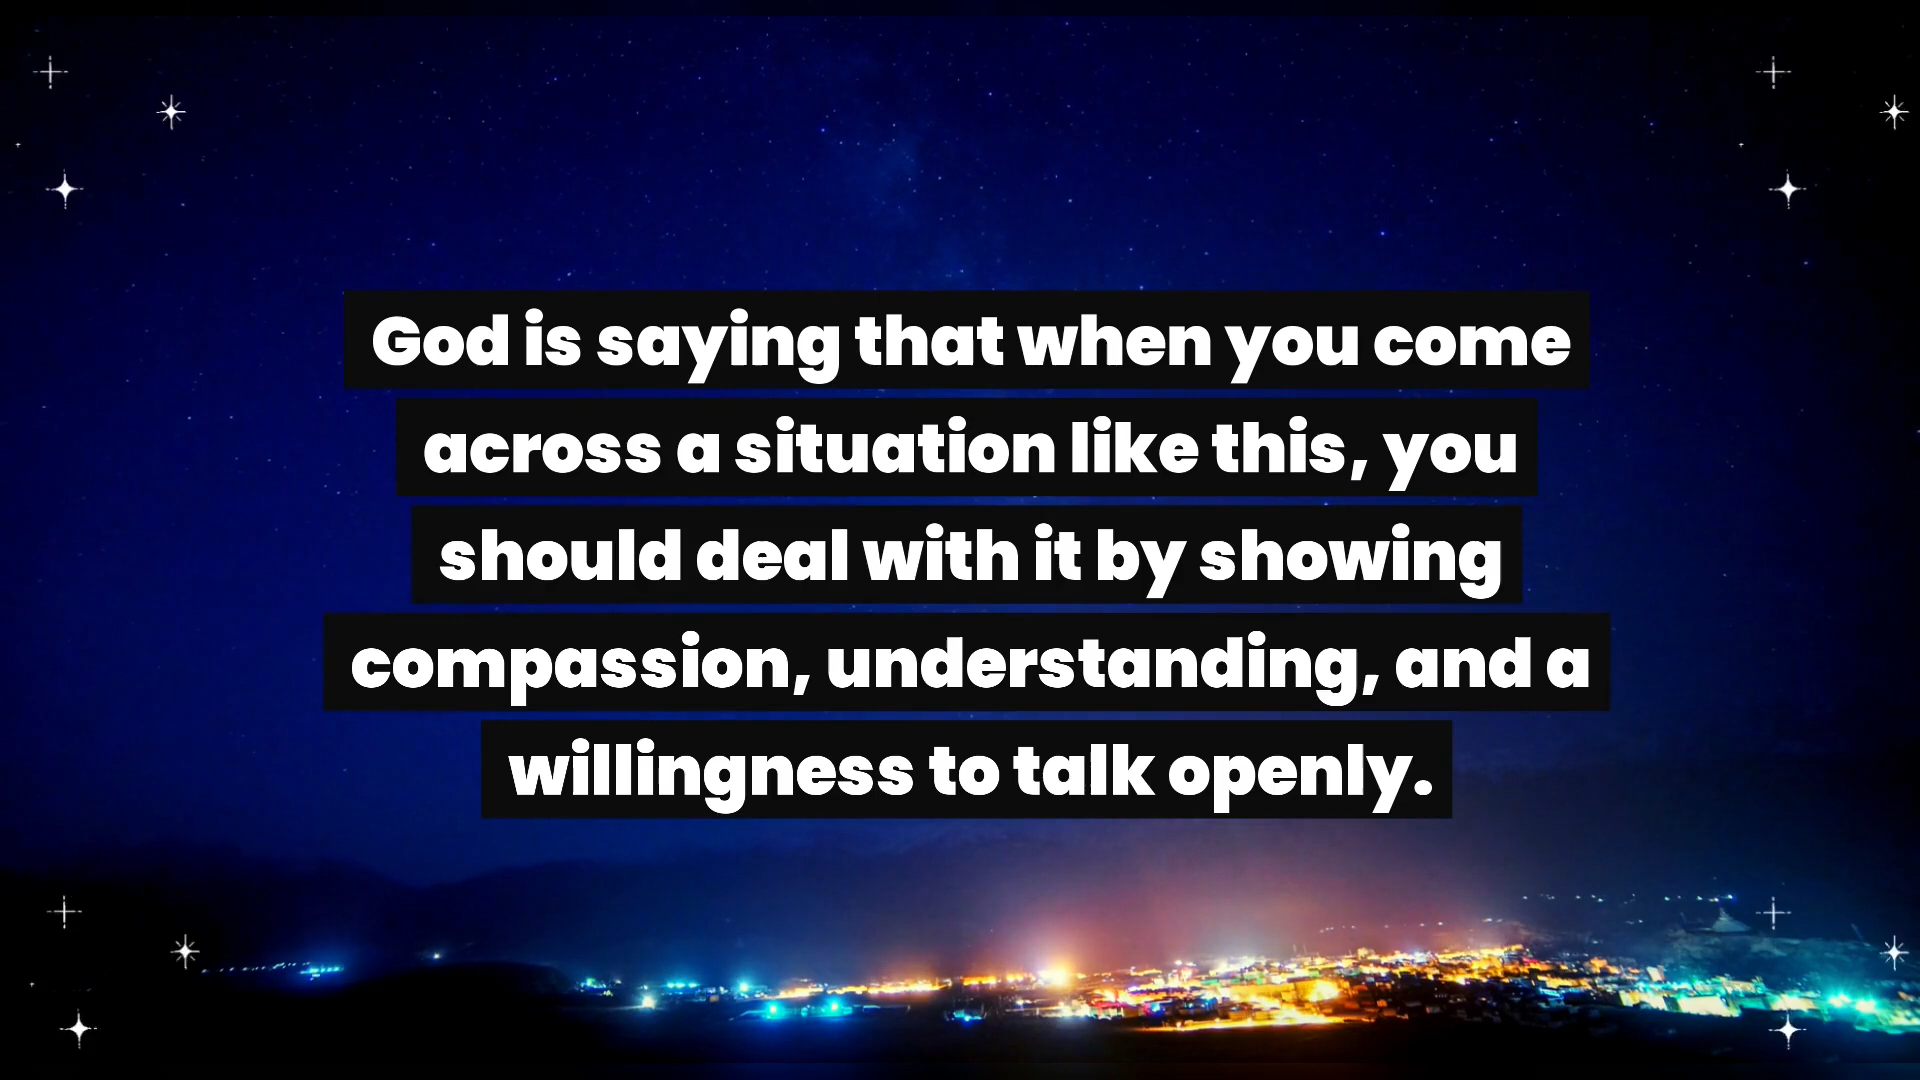 God is saying that when you come
across a situation like this, you
should deal with it by showing
compassion, understanding, and a
willingness to talk openly.